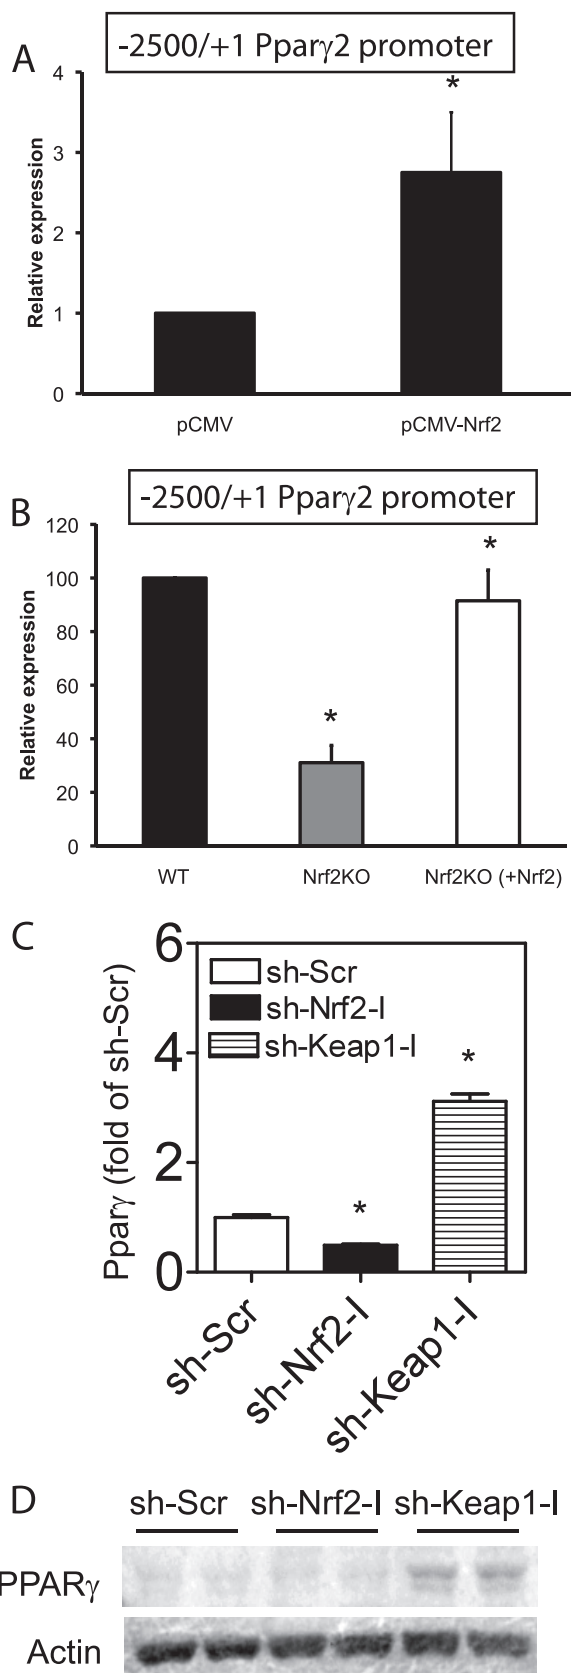 A
-2500/+1 Pparγ2 promoter
4
3
2
1
0
Relative expression
pCMV
pCMV-Nrf2
*
B
-2500/+1 Pparγ2 promoter
120
100
80
60
40
20
0
Relative expression
*
*
WT
Nrf2KO
Nrf2KO (+Nrf2)
C
6
4
2
0
Pparγ (fold of sh-Scr)
sh-Scr
sh-Nrf2-I
sh-Keap1-I
*
*
sh-Scr
sh-Nrf2-I
sh-Keap1-I
D
sh-Scr sh-Nrf2-I sh-Keap1-I
PPARγ
Actin